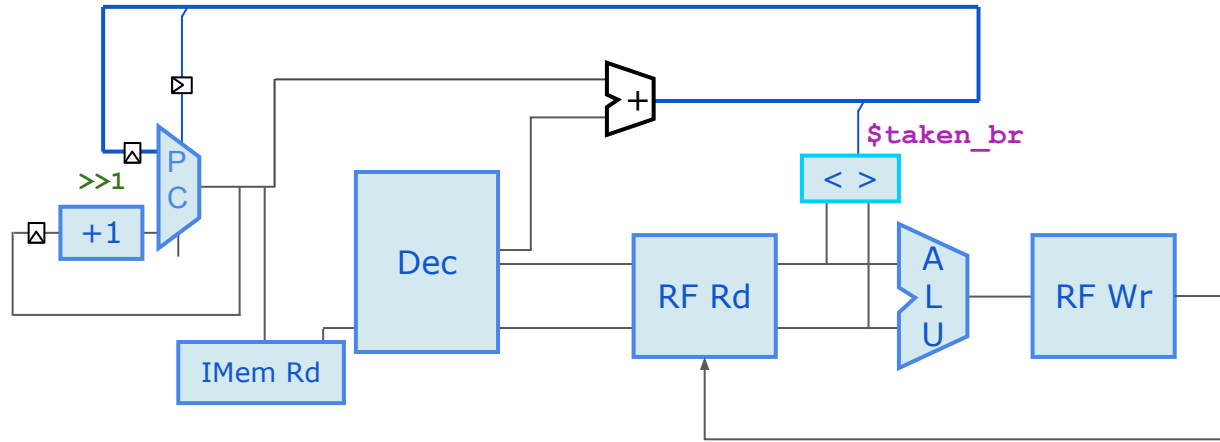 +
$taken_br
P
C
>>1
< >
+1
Dec
RF Rd
A
L
U
RF Wr
IMem Rd